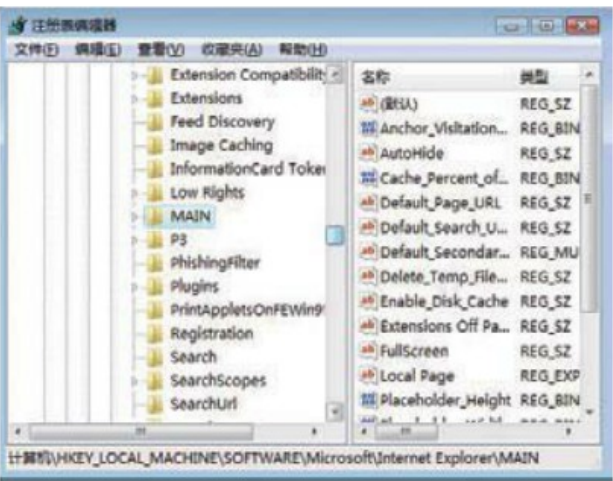 注册表编辑器
文件(F) 编辑(E) 查看(V) 收藏夹(A) 帮助(H)
Extension Compatibility
Extensions
Feed Discovery
Image Caching
InformationCard Token
Low Rights
MAIN
P3
PhishingFilter
Plugins
PrintAppletsOnFEWin9
Registration
Search
SearchScopes
SearchUrl
名称 类型
(默认) REG_SZ
Anchor_Visitation... REG_BIN
AutoHide REG_SZ
Cache_Percent_of... REG_BIN
Default_Page_URL REG_SZ
Default_Search_U... REG_SZ
Default_Secondar... REG_MU
Delete_Temp_File... REG_SZ
Enable_Disk_Cache REG_SZ
Extensions Off Pa... REG_SZ
FullScreen REG_SZ
Local Page REG_EXP
Placeholder_Height REG_BIN
计算机\HKEY_LOCAL_MACHINE\SOFTWARE\Microsoft\Internet Explorer\MAIN